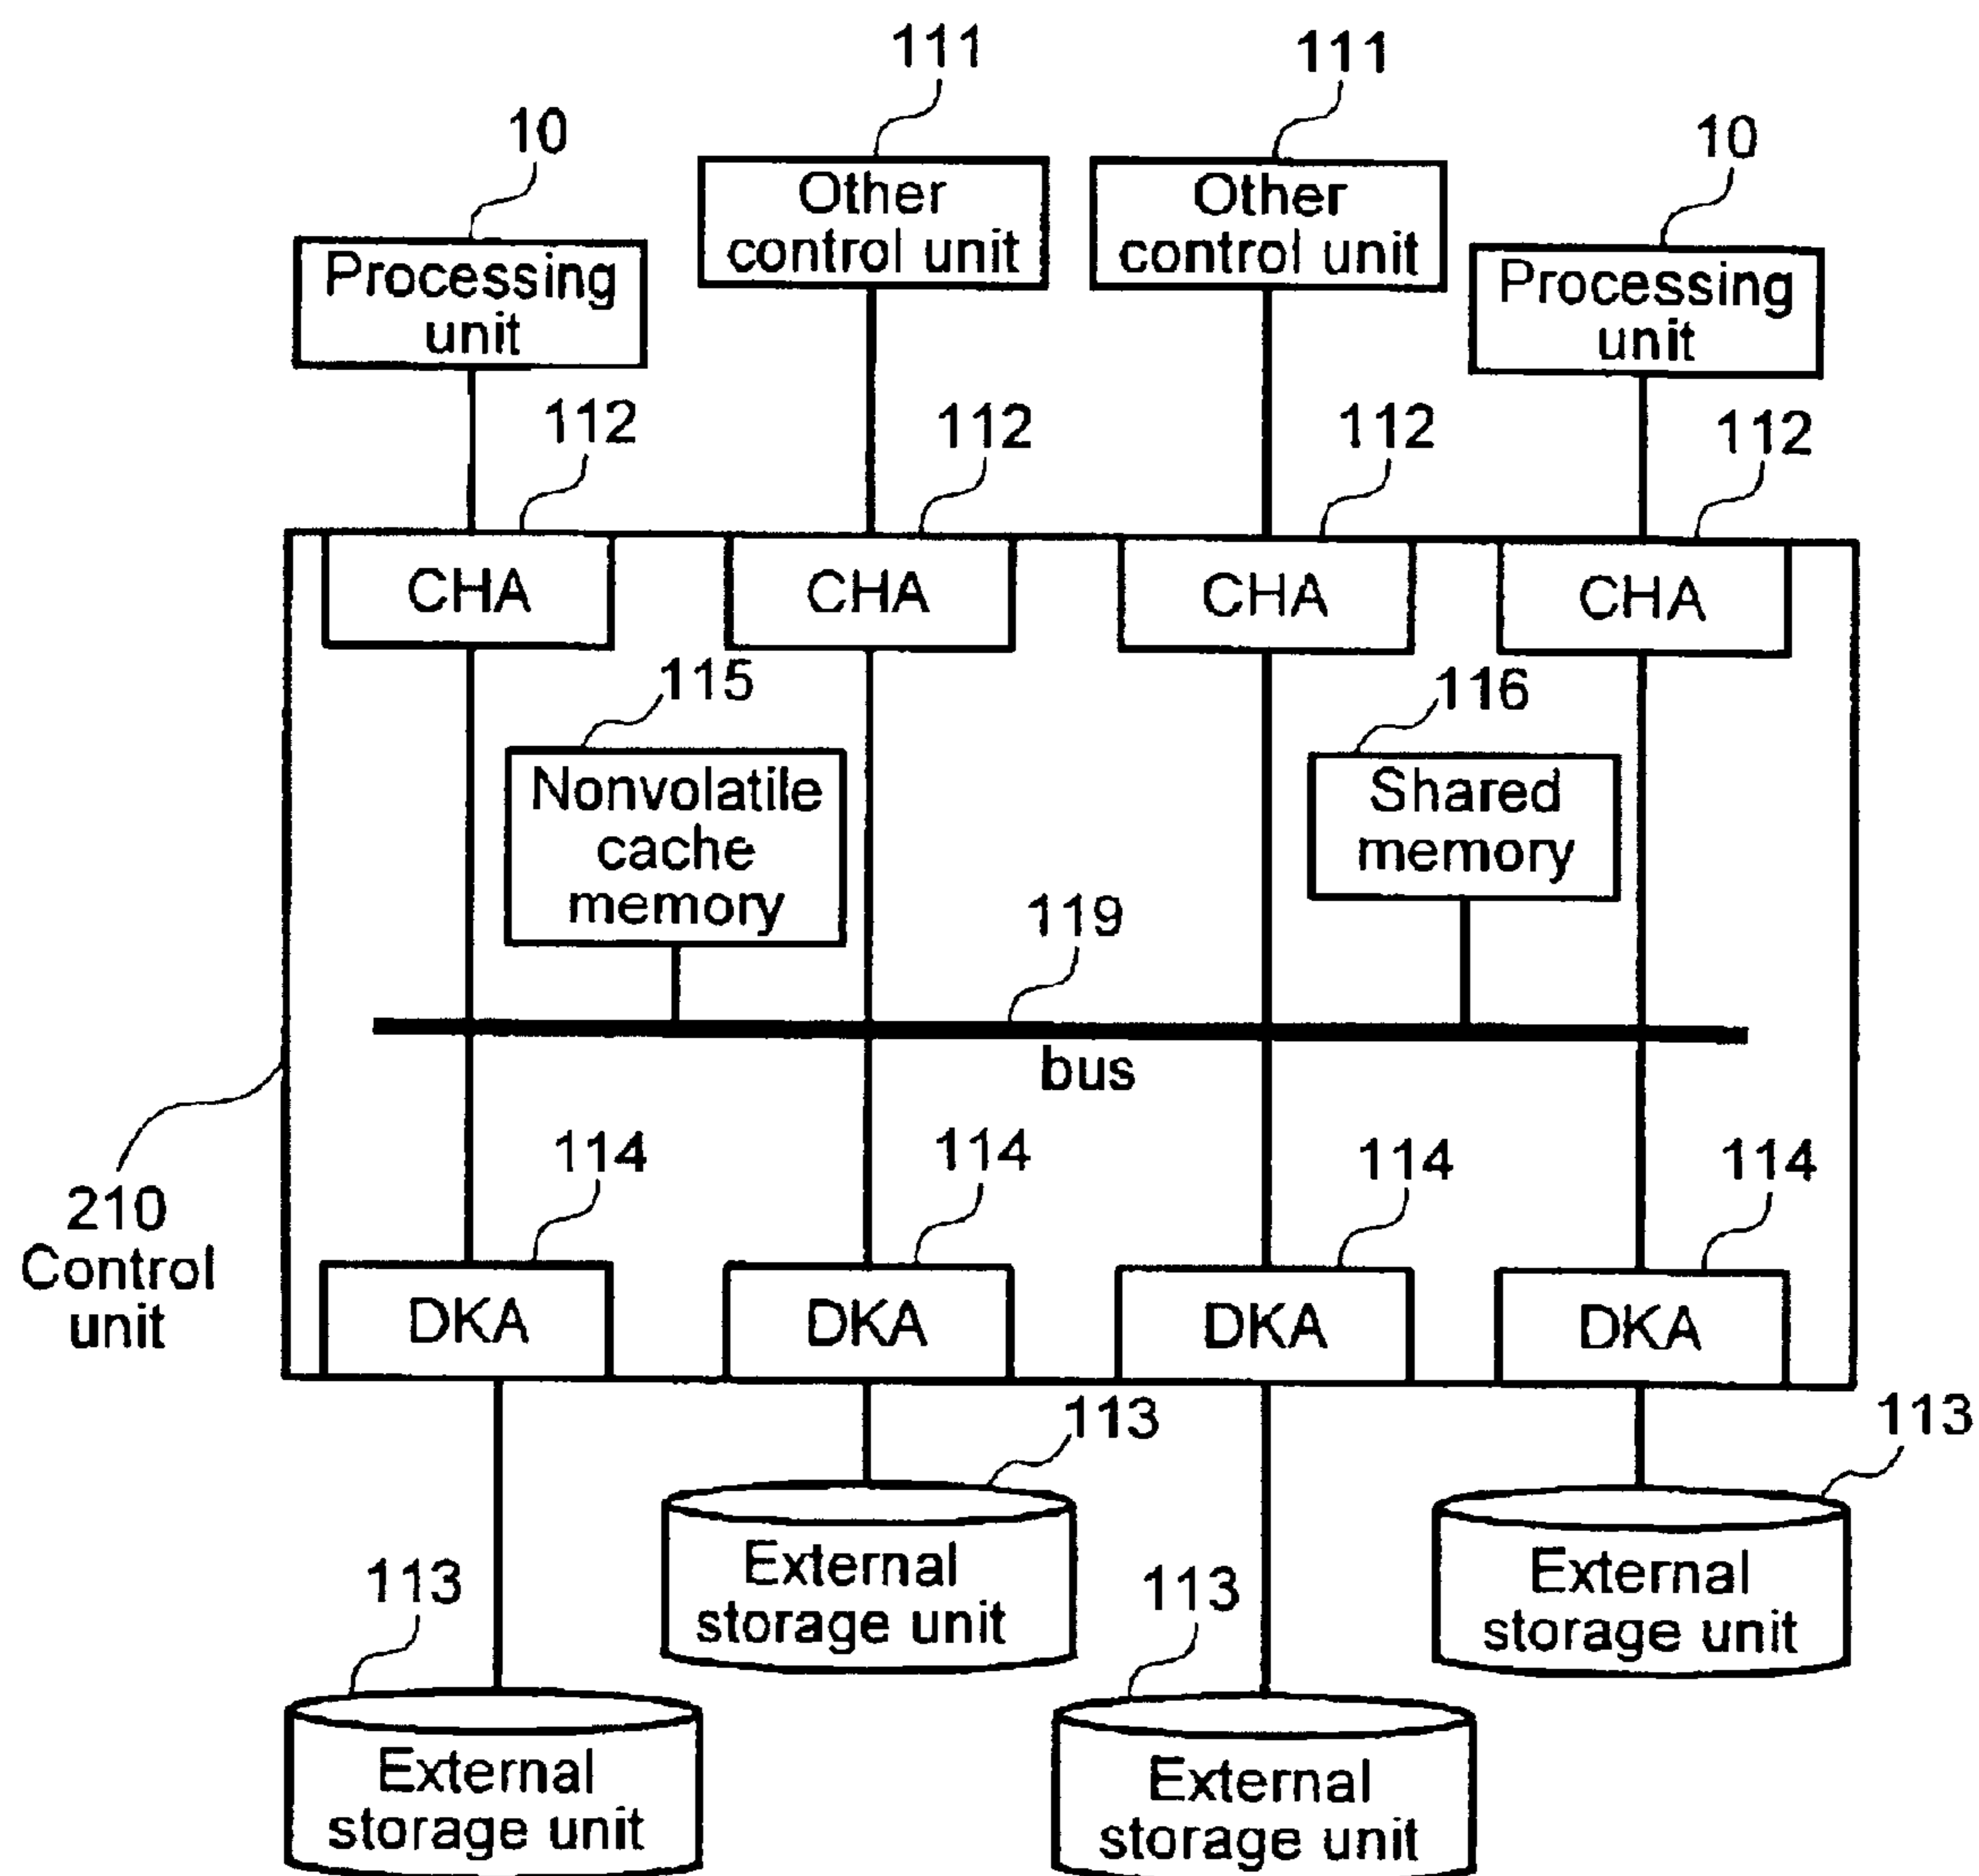 111
111
10
10
Other
control unit
Other
control unit
Processing
unit
Processing
unit
112
112
112
112
CHA
CHA
CHA
CHA
115
116
Nonvolatile
cache
memory
Shared
memory
119
bus
114
114
114
114
210
Control
unit
DKA
DKA
DKA
DKA
113
113
External
storage unit
External
storage unit
113
113
External
storage unit
External
storage unit